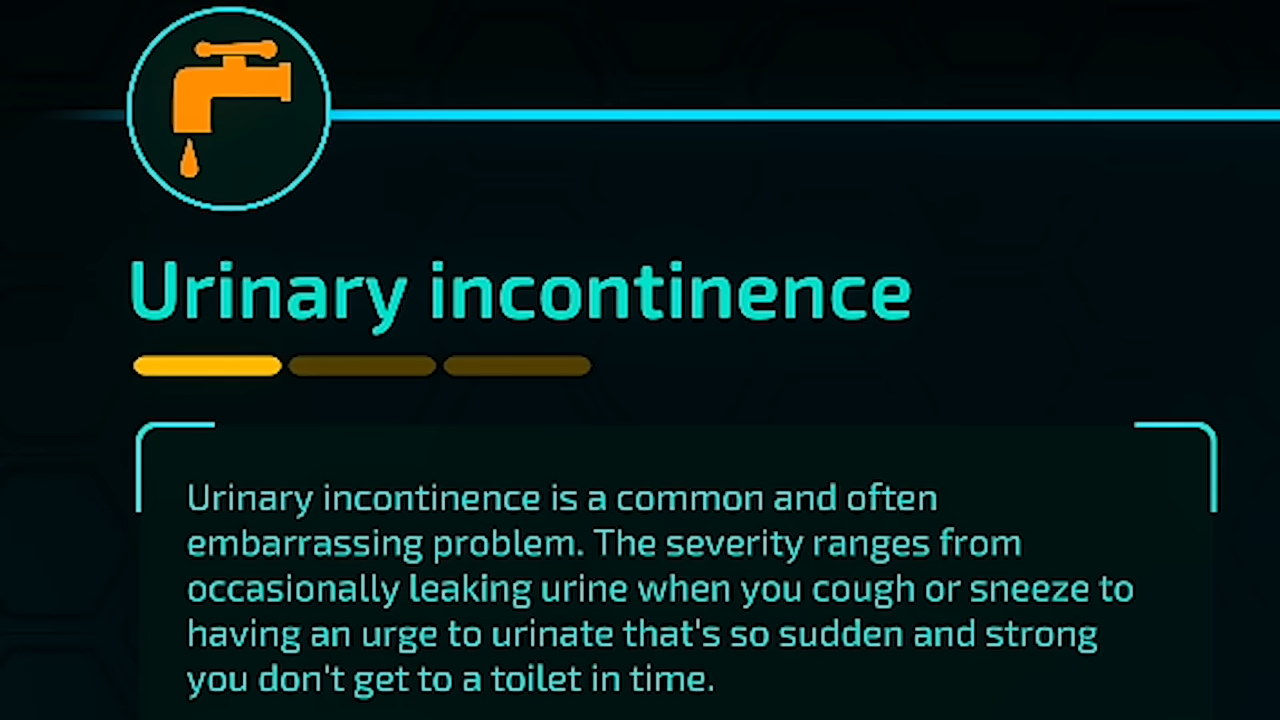 Urinary incontinence
Urinary incontinence is a common and often
embarrassing problem. The severity ranges from
occasionally leaking urine when you cough or sneeze to
having an urge to urinate that's so sudden and strong
you don't get to a toilet in time.